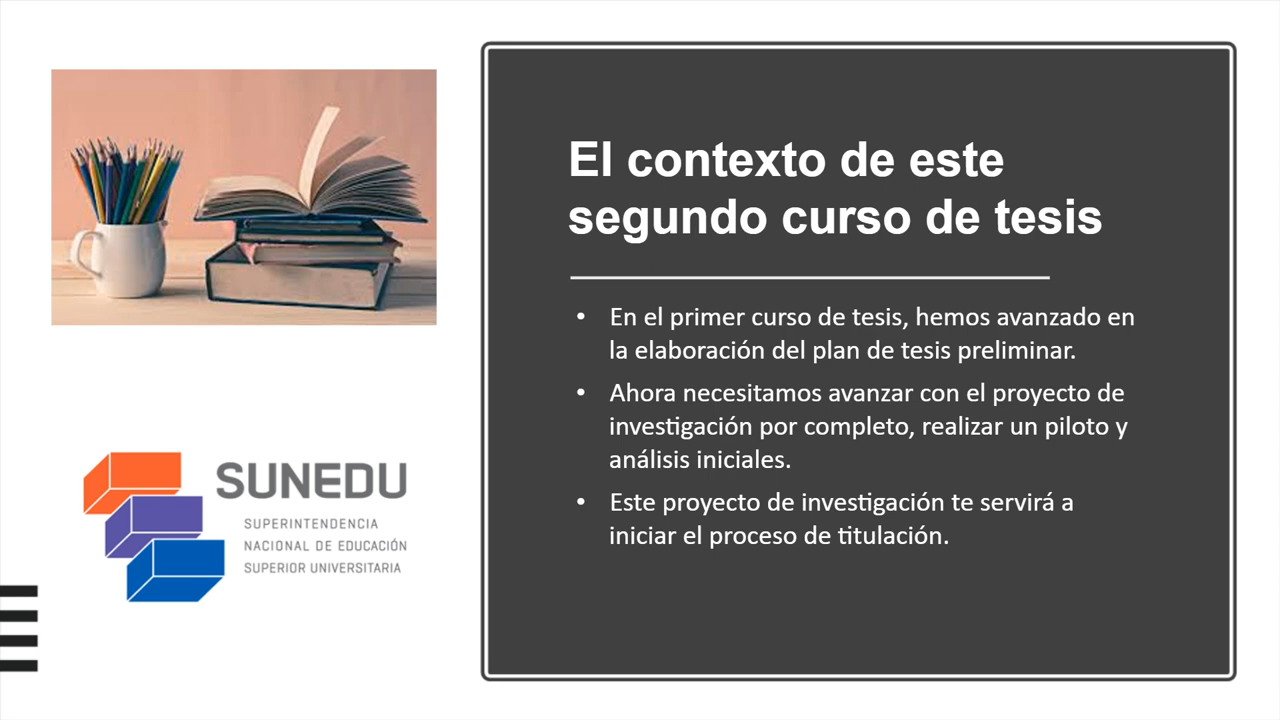 El contexto de este
segundo curso de tesis
• En el primer curso de tesis, hemos avanzado en
la elaboración del plan de tesis preliminar.
• Ahora necesitamos avanzar con el proyecto de
investigación por completo, realizar un piloto y
análisis iniciales.
• Este proyecto de investigación te servirá a
iniciar el proceso de titulación.
SUNEDU
SUPERINTENDENCIA
NACIONAL DE EDUCACIÓN
SUPERIOR UNIVERSITARIA